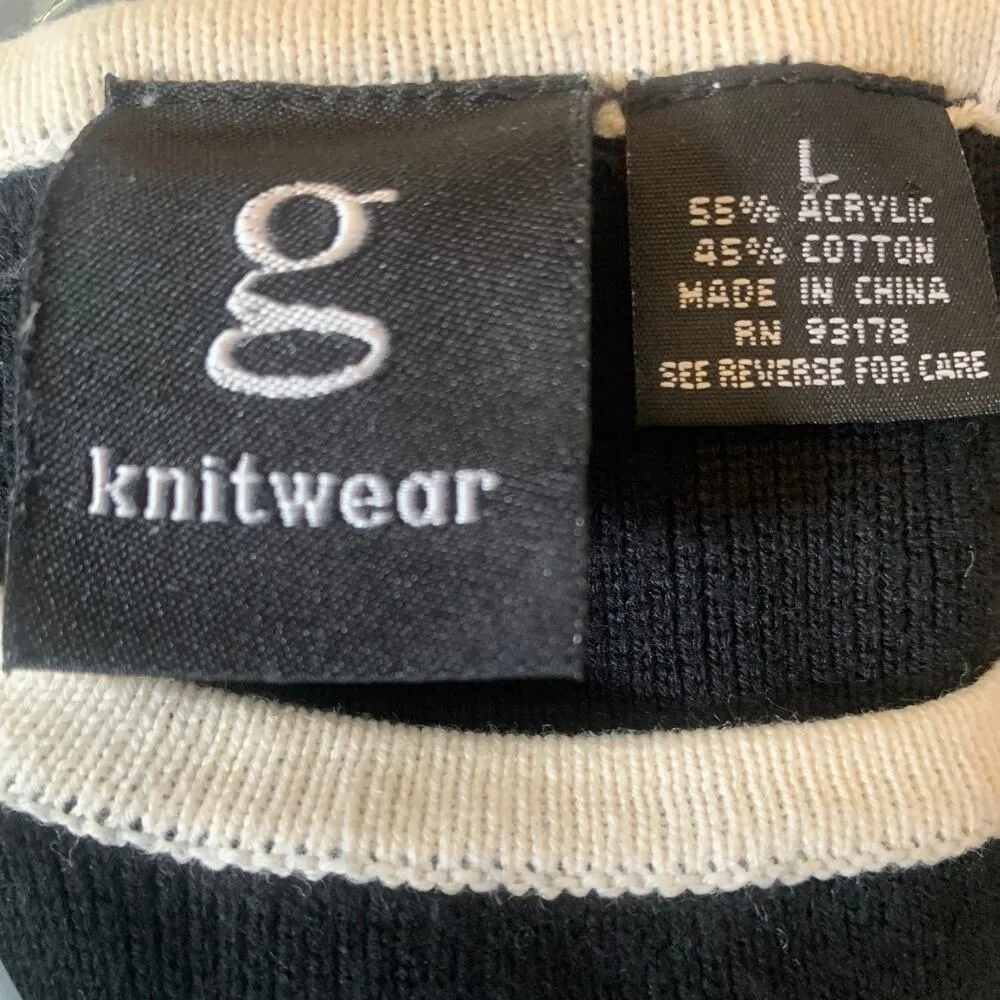 g
knitwear
L
55% ACRYLIC
45% COTTON
MADE IN CHINA
RN 93178
SEE REVERSE FOR CARE